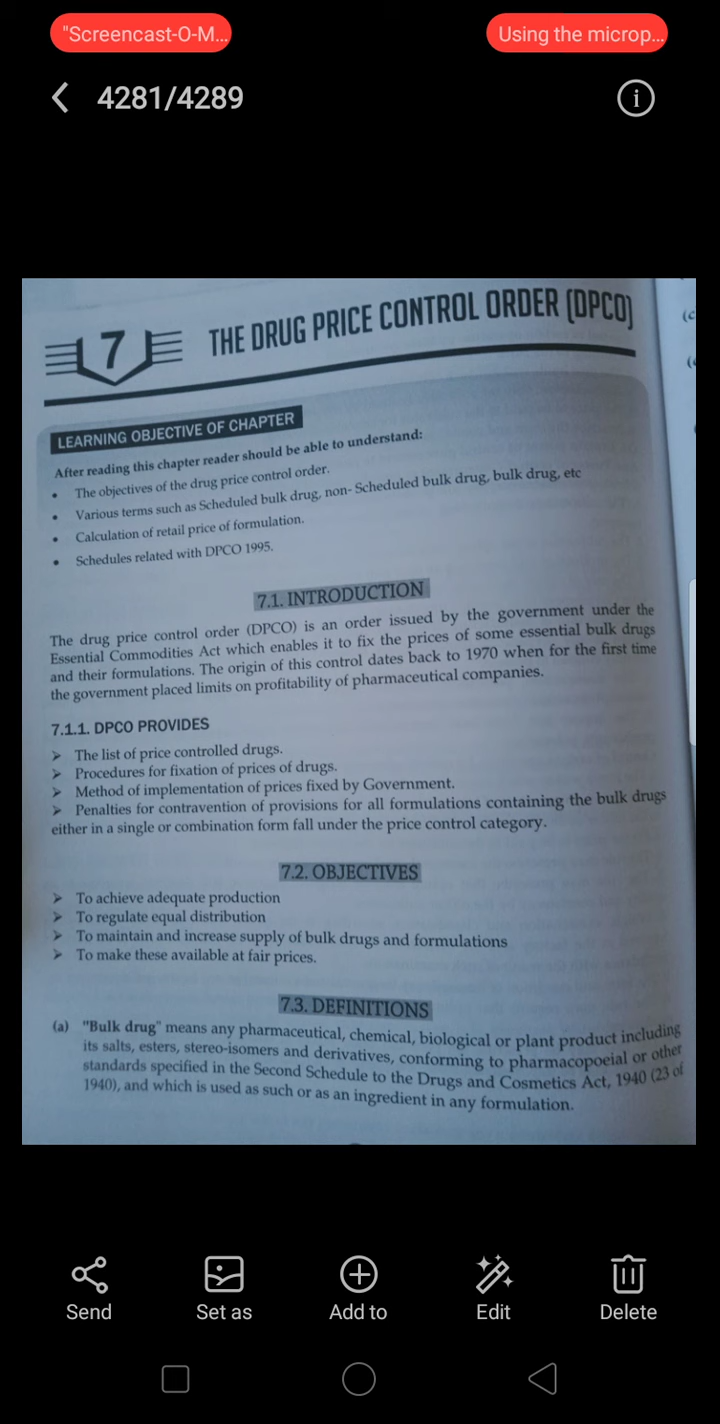 "Screencast-O-M...
Using the microp...
4281/4289
7
THE DRUG PRICE CONTROL ORDER (DPCO)
LEARNING OBJECTIVE OF CHAPTER
After reading this chapter reader should be able to understand:
• The objectives of the drug price control order.
• Various terms such as Scheduled bulk drug, non- Scheduled bulk drug, bulk drug, etc
• Calculation of retail price of formulation.
• Schedules related with DPCO 1995.
7.1. INTRODUCTION
The drug price control order (DPCO) is an order issued by the government under the
Essential Commodities Act which enables it to fix the prices of some essential bulk drugs
and their formulations. The origin of this control dates back to 1970 when for the first time
the government placed limits on profitability of pharmaceutical companies.
7.1.1. DPCO PROVIDES
➢ The list of price controlled drugs.
➢ Procedures for fixation of prices of drugs.
➢ Method of implementation of prices fixed by Government.
➢ Penalties for contravention of provisions for all formulations containing the bulk drugs
either in a single or combination form fall under the price control category.
7.2. OBJECTIVES
➢ To achieve adequate production
➢ To regulate equal distribution
➢ To maintain and increase supply of bulk drugs and formulations
➢ To make these available at fair prices.
7.3. DEFINITIONS
(a) "Bulk drug" means any pharmaceutical, chemical, biological or plant product including
its salts, esters, stereo-isomers and derivatives, conforming to pharmacopoeial or other
standards specified in the Second Schedule to the Drugs and Cosmetics Act, 1940 (23 of
1940), and which is used as such or as an ingredient in any formulation.
Send
Set as
Add to
Edit
Delete